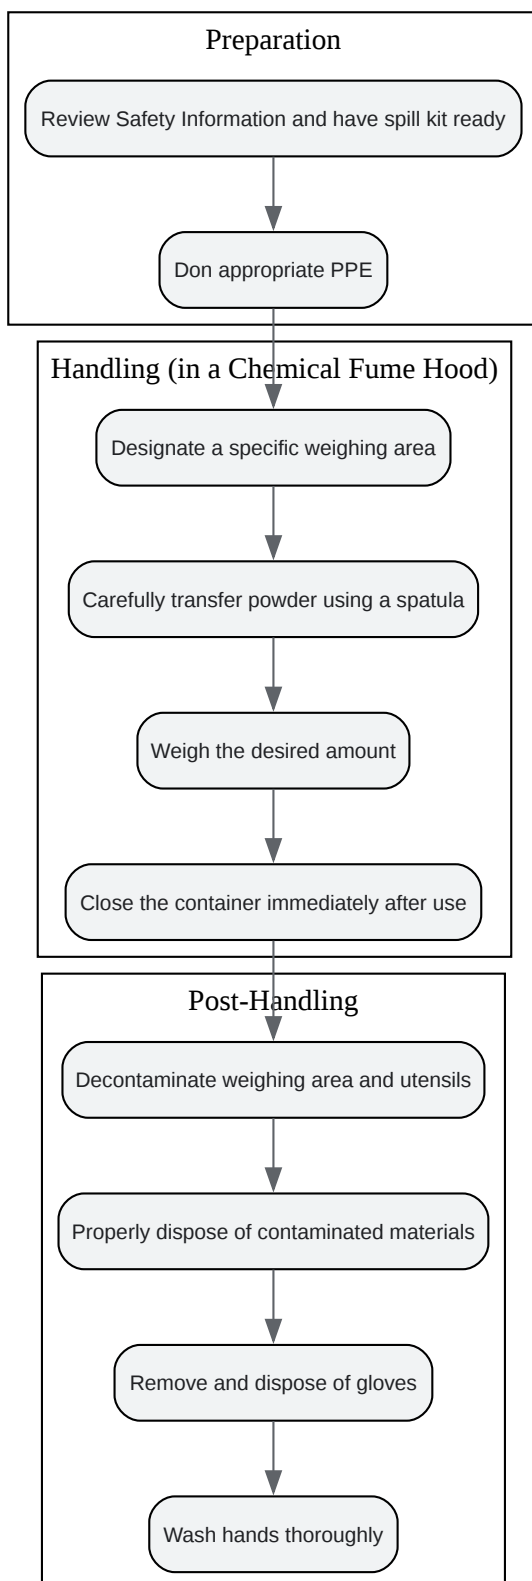 Preparation
Review Safety Information and have spill kit ready
Don appropriate PPE
Handling (in a Chemical Fume Hood)
Designate a specific weighing area
Carefully transfer powder using a spatula
Weigh the desired amount
Close the container immediately after use
Post-Handling
Decontaminate weighing area and utensils
Properly dispose of contaminated materials
Remove and dispose of gloves
Wash hands thoroughly